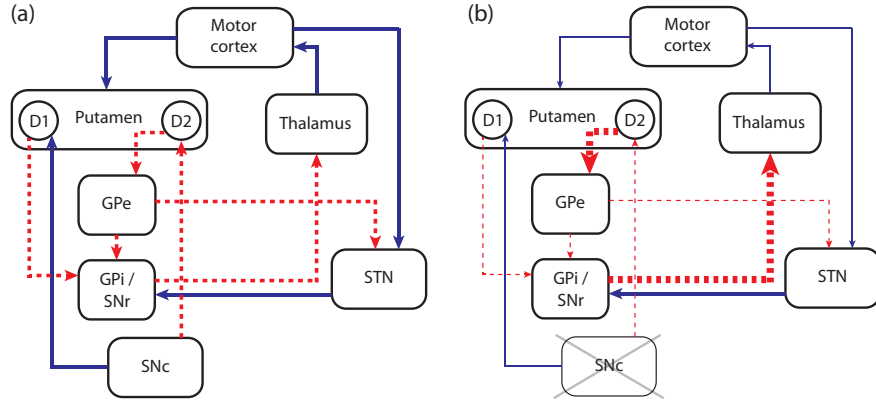 (a)
Motor
cortex
D1
Putamen
D2
Thalamus
GPe
GPi /
SNr
STN
SNc
(b)
Motor
cortex
D1
Putamen
D2
Thalamus
GPe
GPi /
SNr
STN
SNc